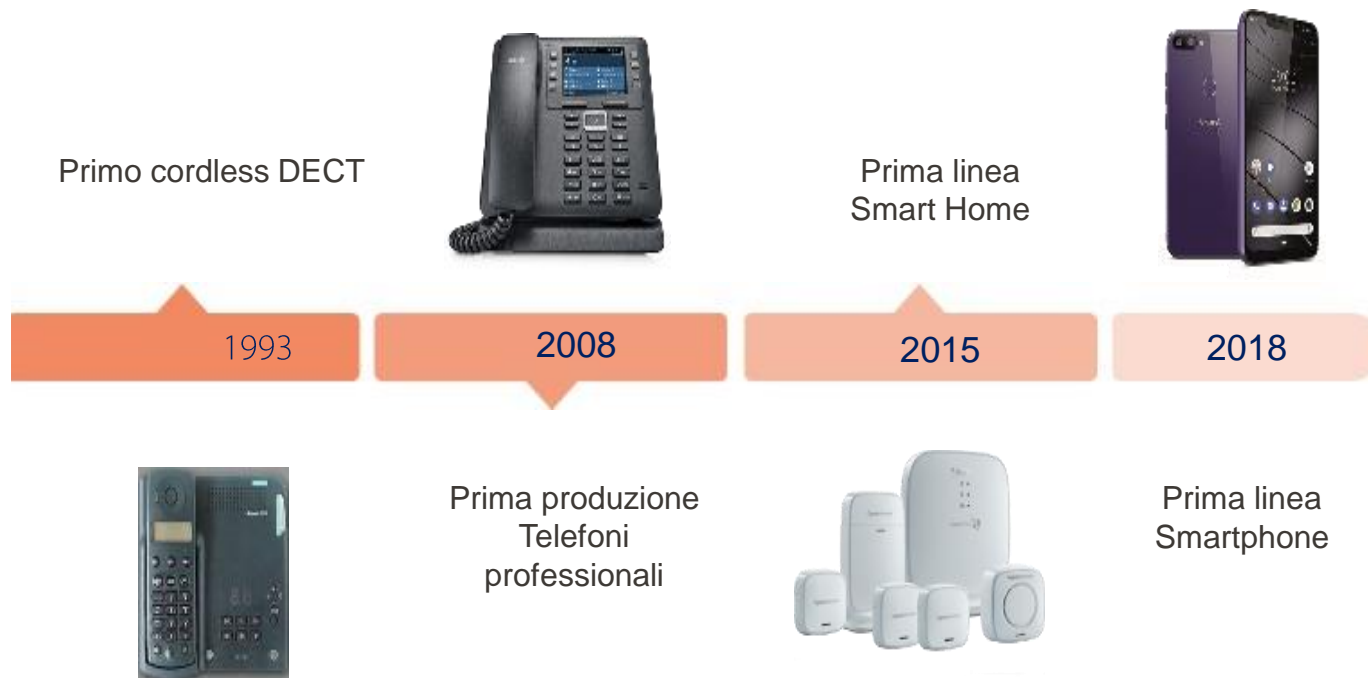 Primo cordless DECT
Prima linea
Smart Home
1993
2008
2015
2018
Prima produzione
Telefoni
professionali
Prima linea
Smartphone